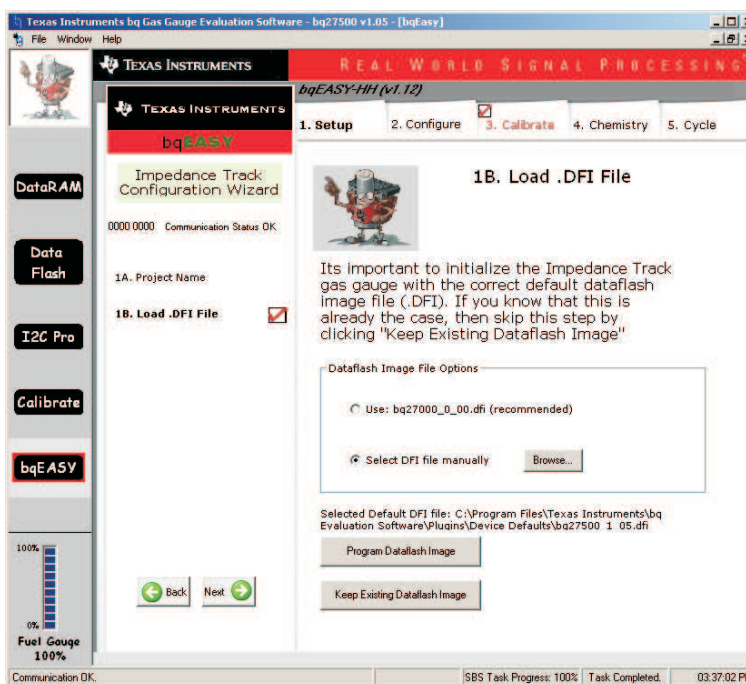 Texas Instruments bq Gas Gauge Evaluation Software - bq27500 v1.05 - [bqEasy]
File Window Help
TEXAS INSTRUMENTS
REAL WORLD SIGNAL PROCESSING
bqEASY-HH (v1.12)
TEXAS INSTRUMENTS
bqEASY
1. Setup
2. Configure
3. Calibrate
4. Chemistry
5. Cycle
Impedance Track
Configuration Wizard
0000 0000 Communication Status OK
1A. Project Name
1B. Load .DFI File
Back
Next
DataRAM
Data
Flash
I2C Pro
Calibrate
bqEASY
100%
0%
Fuel Gauge
100%
1B. Load .DFI File
Its important to initialize the Impedance Track
gas gauge with the correct default dataflash
image file (.DFI). If you know that this is
already the case, then skip this step by
clicking "Keep Existing Dataflash Image"
Dataflash Image File Options
Use: bq27000_0_00.dfi (recommended)
Select DFI file manually
Browse...
Selected Default DFI file: C:\Program Files\Texas Instruments\bq
Evaluation Software\Plugins\Device Defaults\bq27500_1_05.dfi
Program Dataflash Image
Keep Existing Dataflash Image
Communication OK.
SBS Task Progress: 100%
Task Completed.
03:37:02